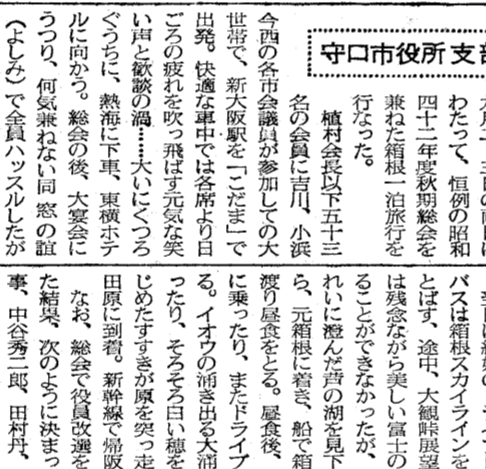 守口市役所支部
わたって、恒例の昭和
四十二年度秋期総会を
兼ねた箱根一泊旅行を
行なった。
植村会長以下五十三
名の会員に吉川、小浜
今西の各市会議員が参加しての大
世帯で、新大阪駅を「こだま」で
出発。快適な車中では各席より日
ごろの疲れを吹っ飛ばす元気な笑
い声と歓談の渦……大いにくつろ
ぐうちに、熱海に下車、東横ホテ
ルに向かう。総会の後、大宴会に
うつり、何気兼ねない同窓の誼
(よしみ)で全員ハッスルしたが
バスは箱根スカイラインを
とばす、途中、大観峠展望
は残念ながら美しい富士の
ることができなかったが、
れいに澄んだ芦の湖を見下
ら、元箱根に着き、船で箱
渡り昼食をとる。昼食後、
に乗ったり、またドライブ
る。イオウの涌き出る大涌
ったり、そろそろ白い穂を
じめたすすきが原を突っ走
田原に到着。新幹線で帰阪
なお、総会で役員改選を
た結果、次のように決まっ
事、中谷秀二郎、田村丹、